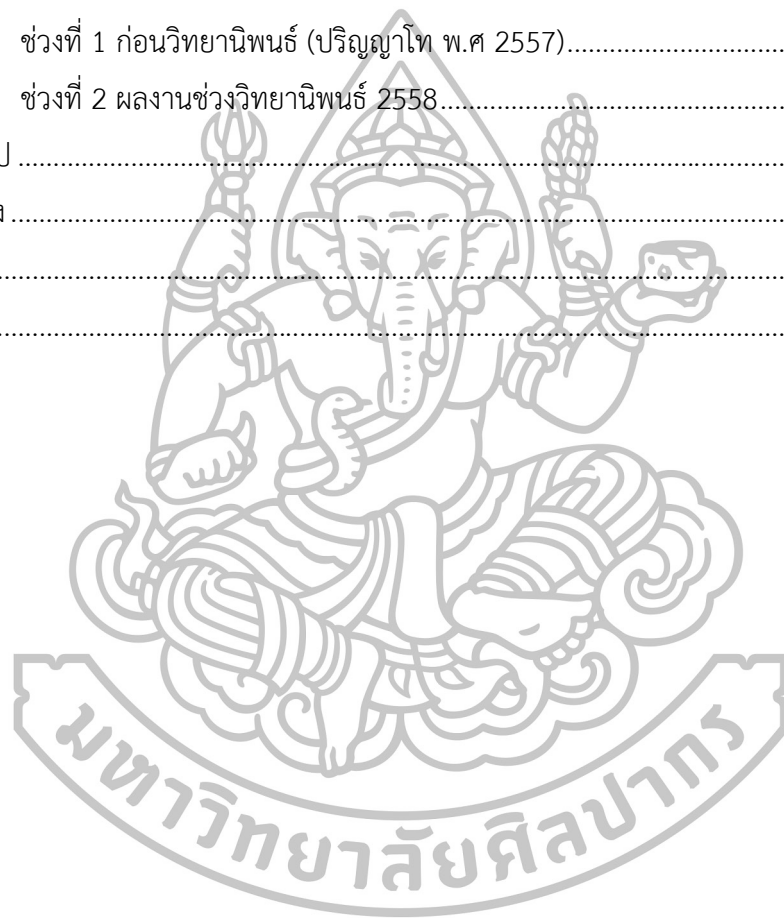 ช่วงที่ 1 ก่อนวิทยานิพนธ์ (ปริญญาโท พ.ศ 2557)................................
ช่วงที่ 2 ผลงานช่วงวิทยานิพนธ์ 2558................................
มหาวิทยาลัยศิลปากร